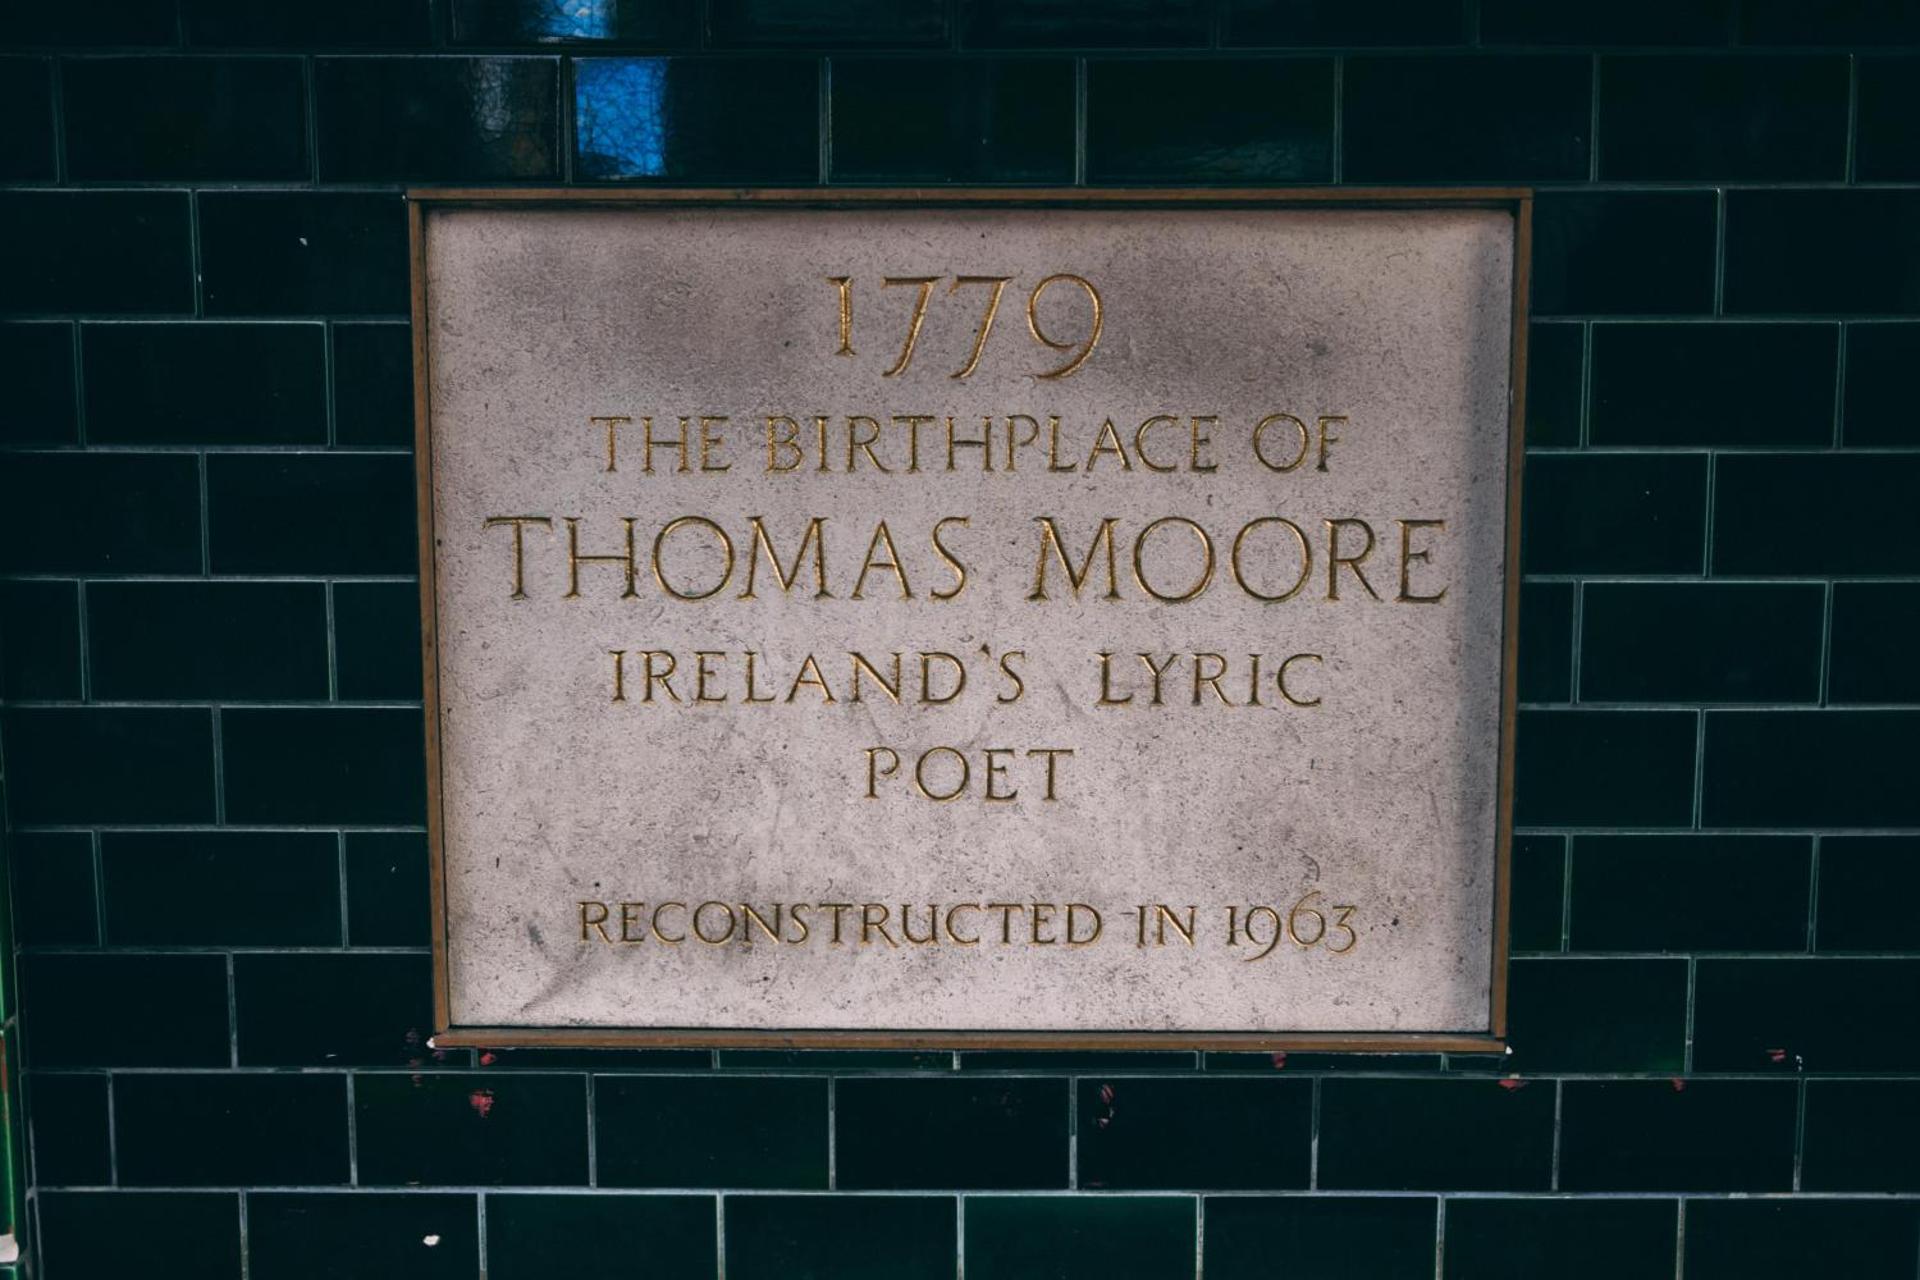 1779
THE BIRTHPLACE OF
THOMAS MOORE
IRELAND'S LYRIC
POET
RECONSTRUCTED IN 1963